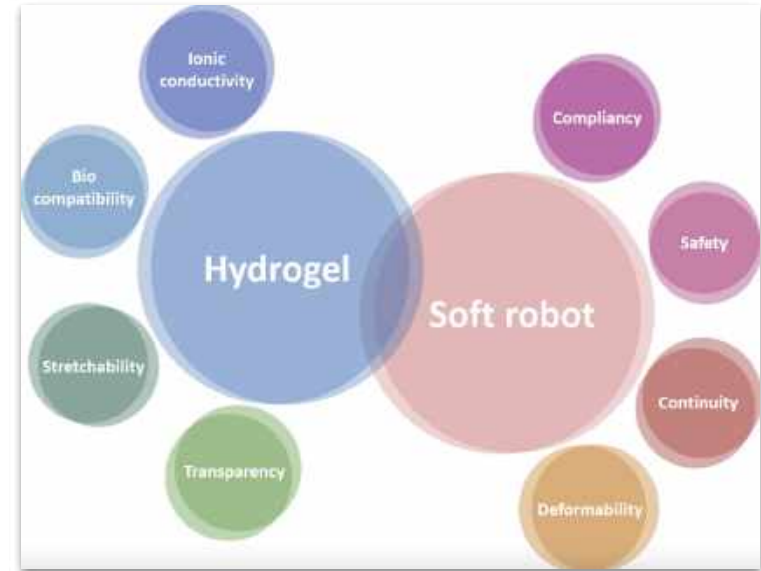 Ionic
conductivity
Bio
compatibility
Hydrogel
Stretchability
Transparency
Compliancy
Safety
Soft robot
Continuity
Deformability